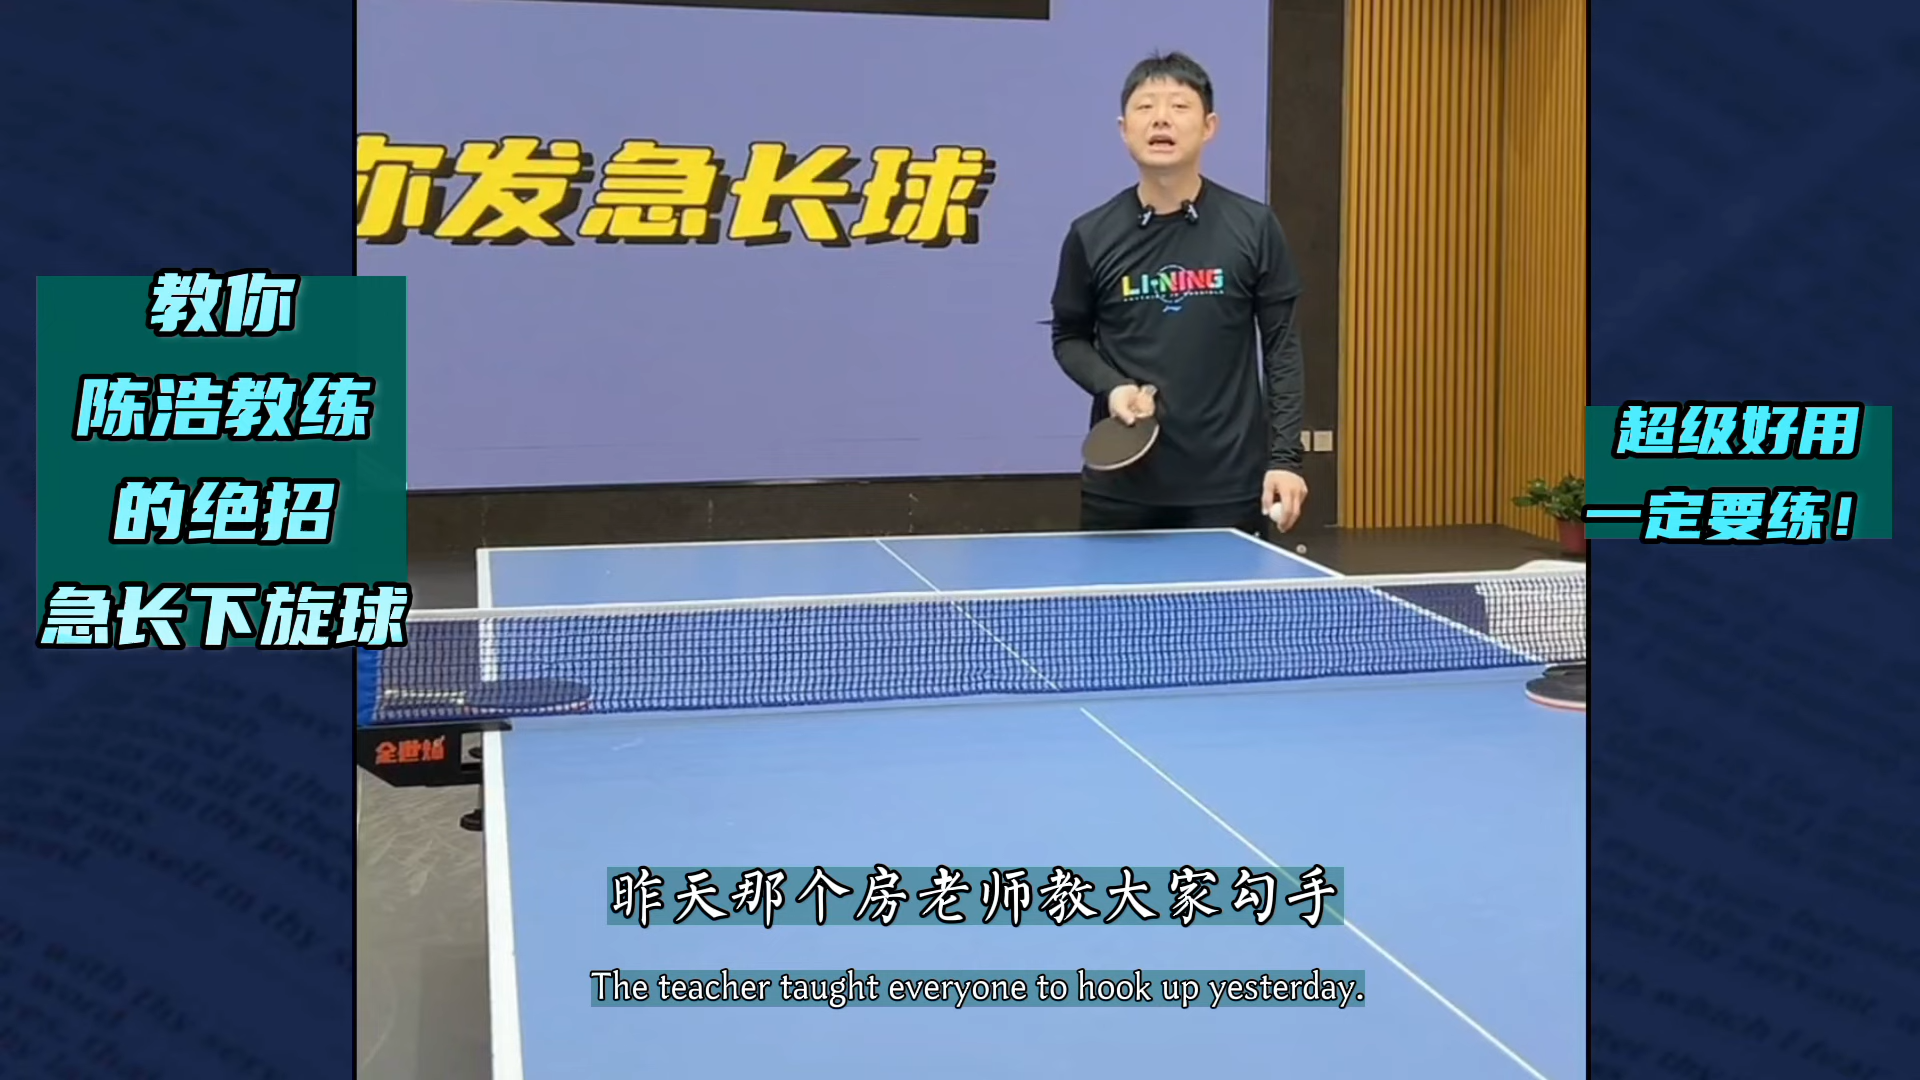 你发急长球
教你
陈浩教练
的绝招
急长下旋球
超级好用
一定要练！
LI-NING
全世
昨天那个房老师教大家勾手
The teacher taught everyone to hook up yesterday.